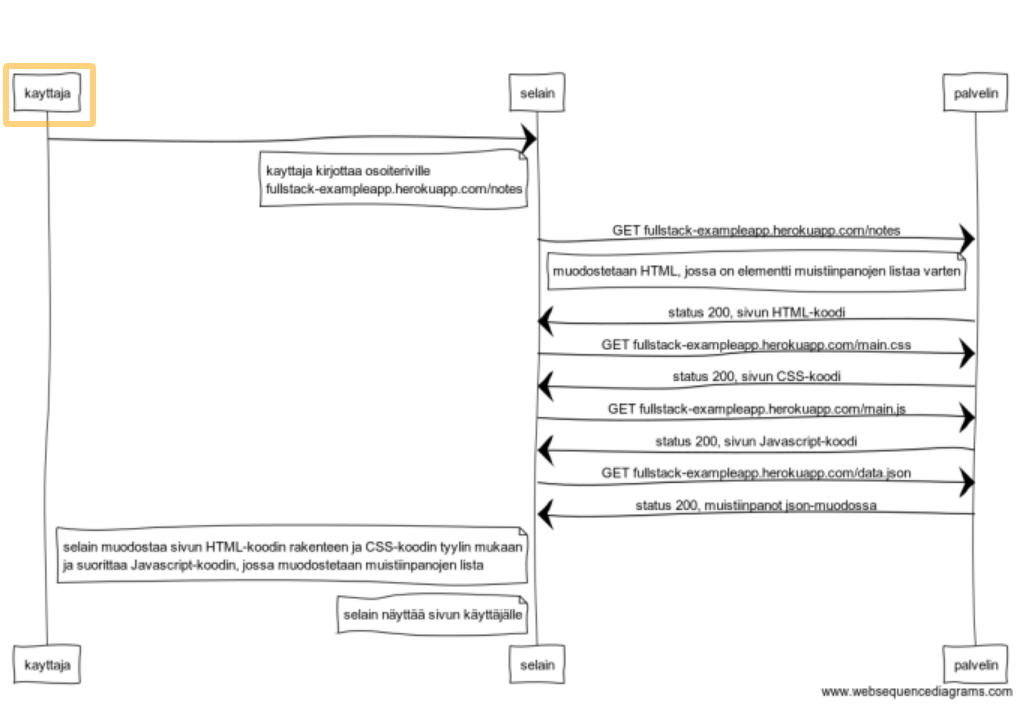 kayttaja
selain
palvelin
kayttaja kirjottaa osoiteriville
fullstack-exampleapp.herokuapp.com/notes
GET fullstack-exampleapp.herokuapp.com/notes
muodostetaan HTML, jossa on elementti muistiinpanojen listaa varten
status 200, sivun HTML-koodi
GET fullstack-exampleapp.herokuapp.com/main.css
status 200, sivun CSS-koodi
GET fullstack-exampleapp.herokuapp.com/main.js
status 200, sivun Javascript-koodi
GET fullstack-exampleapp.herokuapp.com/data.json
status 200, muistiinpanot json-muodossa
selain muodostaa sivun HTML-koodin rakenteen ja CSS-koodin tyylin mukaan
ja suorittaa Javascript-koodin, jossa muodostetaan muistiinpanojen lista
selain näyttää sivun käyttäjälle
kayttaja
selain
palvelin
www.websequencediagrams.com